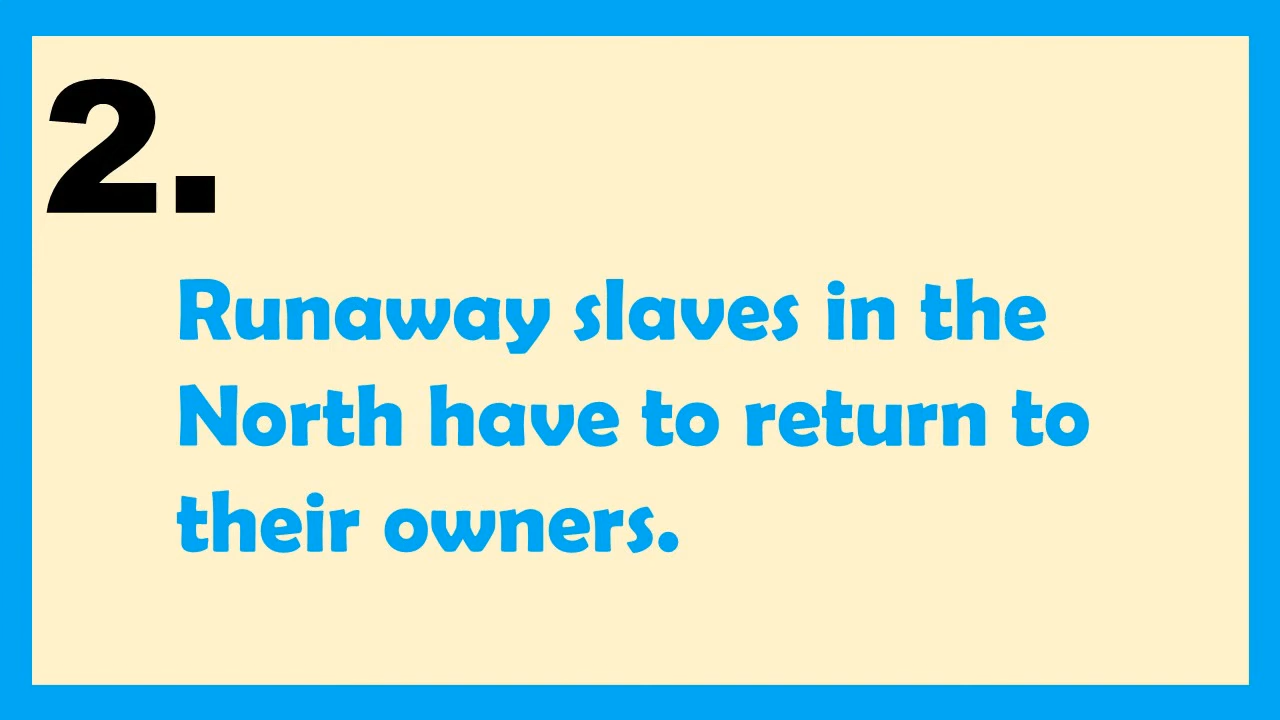 2.
Runaway slaves in the
North have to return to
their owners.